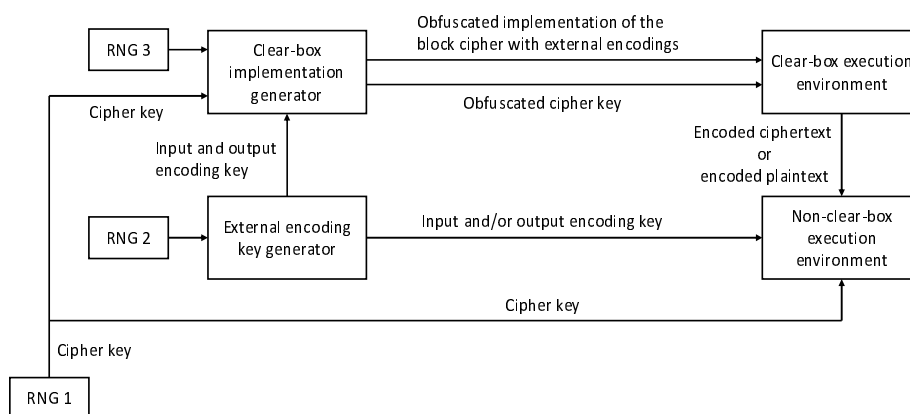 Obfuscated implementation of the
block cipher with external encodings
RNG 3
Clear-box
implementation
generator
Clear-box execution
environment
Cipher key
Obfuscated cipher key
Input and output
encoding key
Encoded ciphertext
or
encoded plaintext
RNG 2
External encoding
key generator
Input and/or output encoding key
Non-clear-box
execution
environment
Cipher key
Cipher key
RNG 1